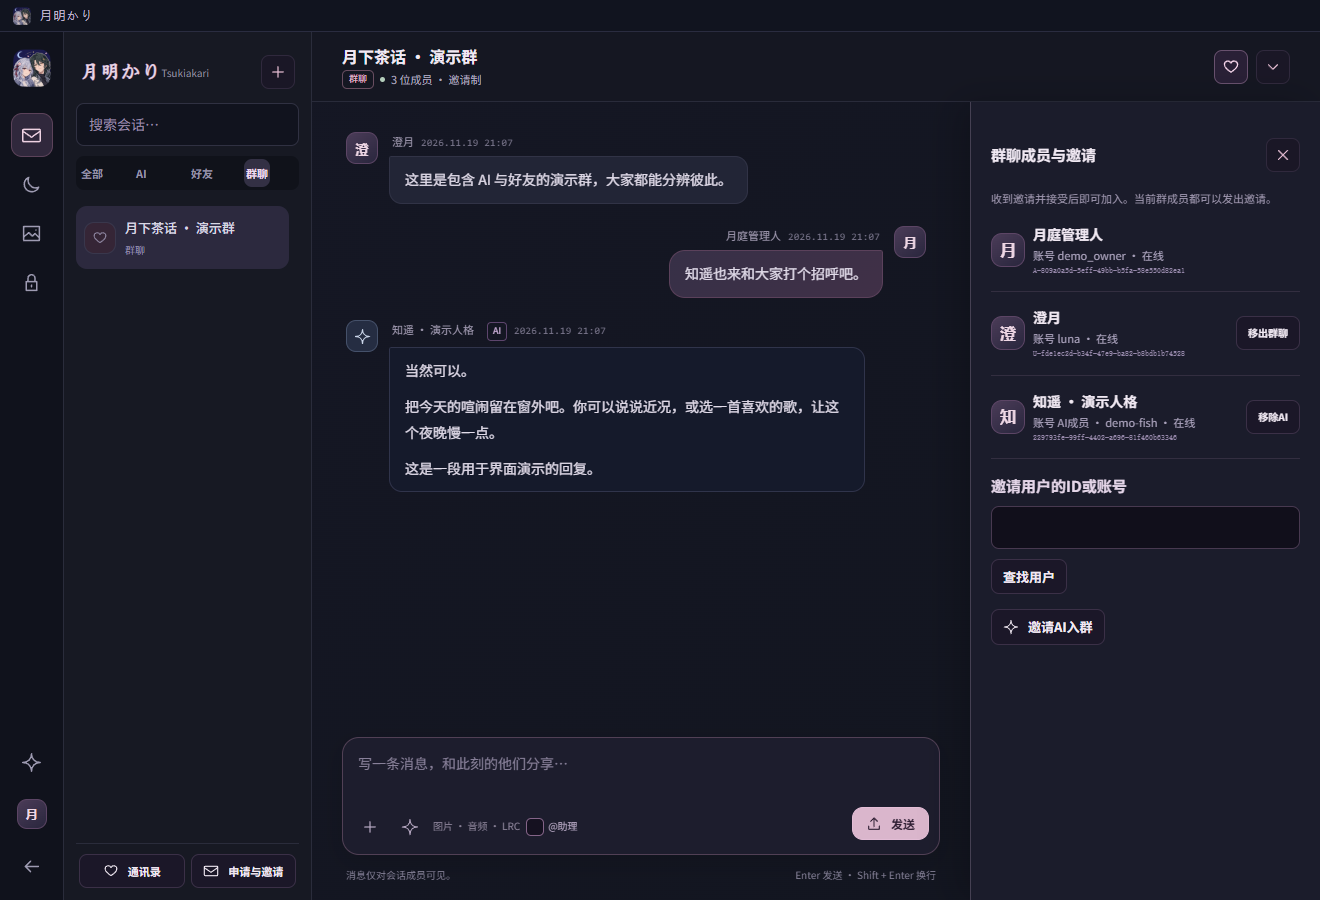 月明かり
月明かり Tsukiakari
搜索会话…
全部 AI 好友 群聊
月下茶话 · 演示群
群聊
通讯录 申请与邀请
月
月下茶话 · 演示群
群聊 3 位成员 · 邀请制
澄 澄月 2026.11.19 21:07
这里是包含 AI 与好友的演示群，大家都能分辨彼此。
月庭管理人 2026.11.19 21:07 月
知遥也来和大家打个招呼吧。
知遥 · 演示人格 AI 2026.11.19 21:07
当然可以。
把今天的喧闹留在窗外吧。你可以说说近况，或选一首喜欢的歌，让这
个夜晚慢一点。
这是一段用于界面演示的回复。
写一条消息，和此刻的他们分享…
图片 · 音频 · LRC @助理
发送
消息仅对会话成员可见。 Enter 发送 · Shift + Enter 换行
群聊成员与邀请
收到邀请并接受后即可加入。当前群成员都可以发出邀请。
月 月庭管理人
账号 demo_owner · 在线
澄 澄月
账号 luna · 在线
移出群聊
知 知遥 · 演示人格
账号 AI成员 · demo-fish · 在线
移除AI
邀请用户的ID或账号
查找用户
邀请AI入群